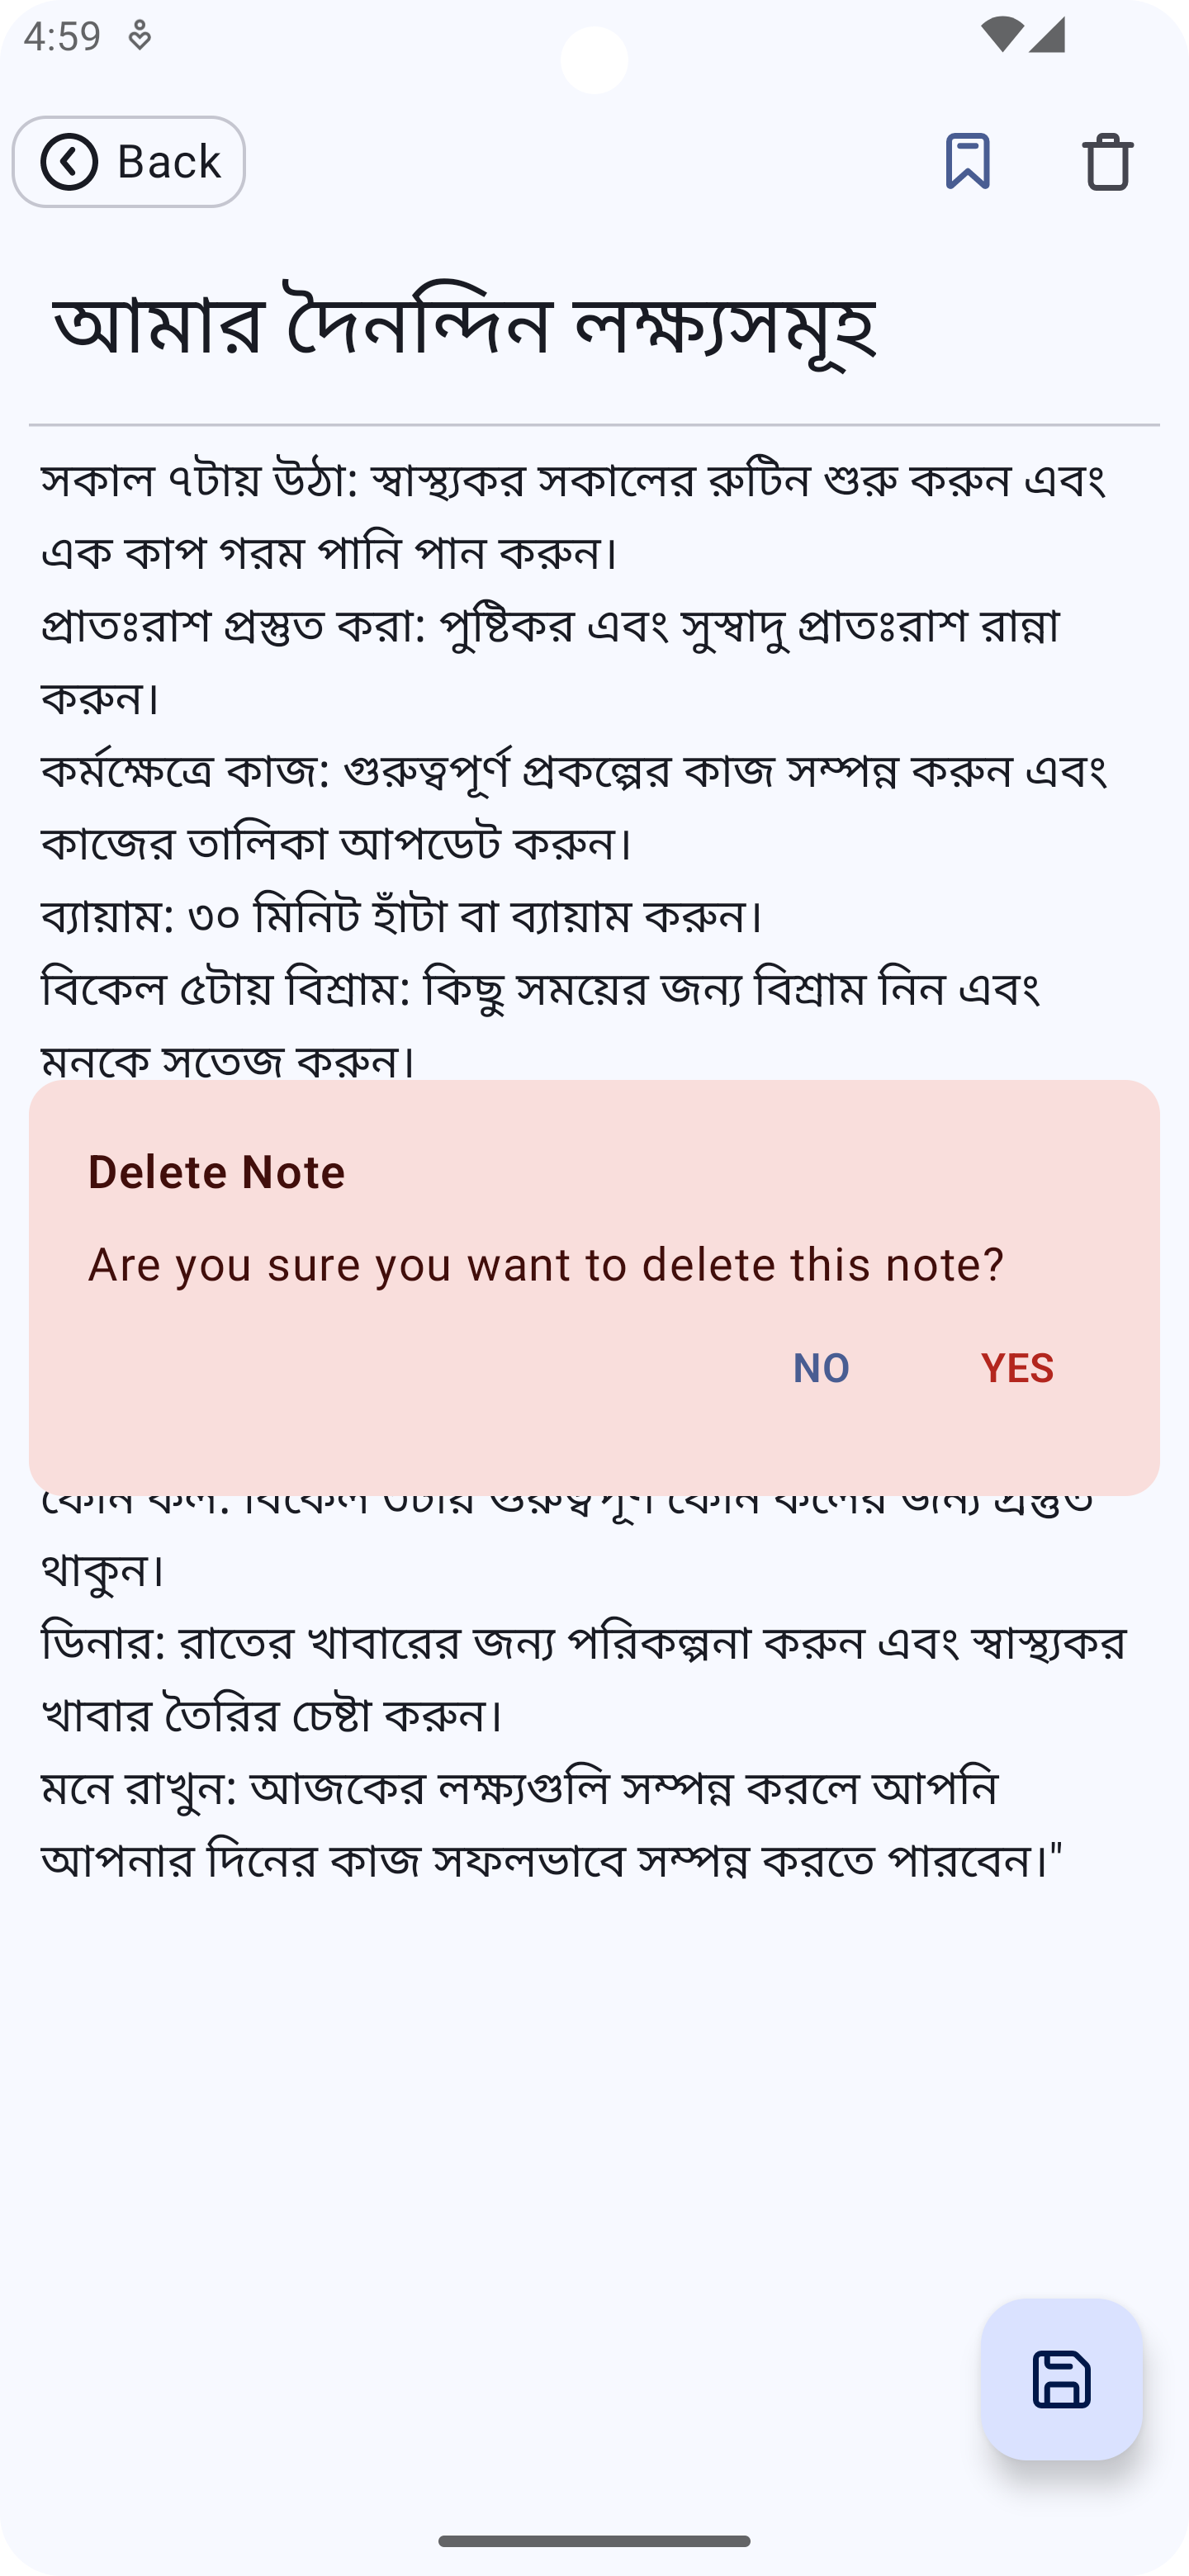 4:59
Back
আমার দৈনন্দিন লক্ষ্যসমূহ
সকাল ৭টায় উঠা: স্বাস্থ্যকর সকালের রুটিন শুরু করুন এবং
এক কাপ গরম পানি পান করুন।
প্রাতঃরাশ প্রস্তুত করা: পুষ্টিকর এবং সুস্বাদু প্রাতঃরাশ রান্না
করুন।
কর্মক্ষেত্রে কাজ: গুরুত্বপূর্ণ প্রকল্পের কাজ সম্পন্ন করুন এবং
কাজের তালিকা আপডেট করুন।
ব্যায়াম: ৩০ মিনিট হাঁটা বা ব্যায়াম করুন।
বিকেল ৫টায় বিশ্রাম: কিছু সময়ের জন্য বিশ্রাম নিন এবং
মনকে সতেজ করুন।
Delete Note
Are you sure you want to delete this note?
NO YES
গুরুত্বপূর্ণ ফোন কলের জন্য প্রস্তুত
থাকুন।
ডিনার: রাতের খাবারের জন্য পরিকল্পনা করুন এবং স্বাস্থ্যকর
খাবার তৈরির চেষ্টা করুন।
মনে রাখুন: আজকের লক্ষ্যগুলি সম্পন্ন করলে আপনি
আপনার দিনের কাজ সফলভাবে সম্পন্ন করতে পারবেন।"